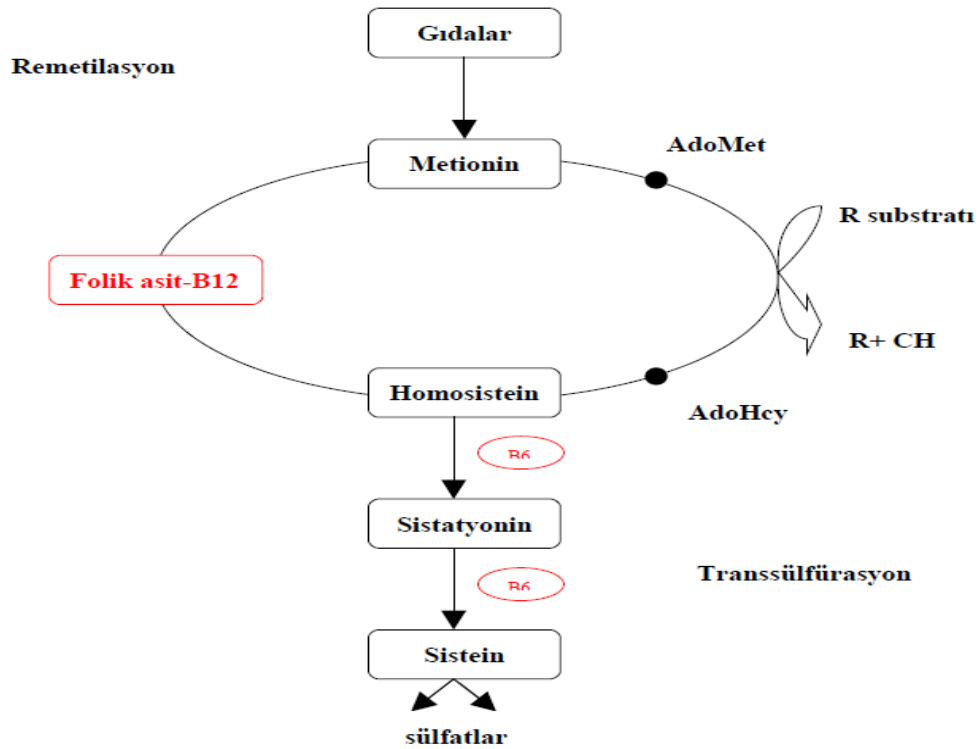 Gıdalar
Remetilasyon
Metionin
AdoMet
R substratı
Folik asit-B12
R+ CH
Homosistein
AdoHcy
B6
Sistatyonin
B6
Transsülfürasyon
Sistein
sülfatlar